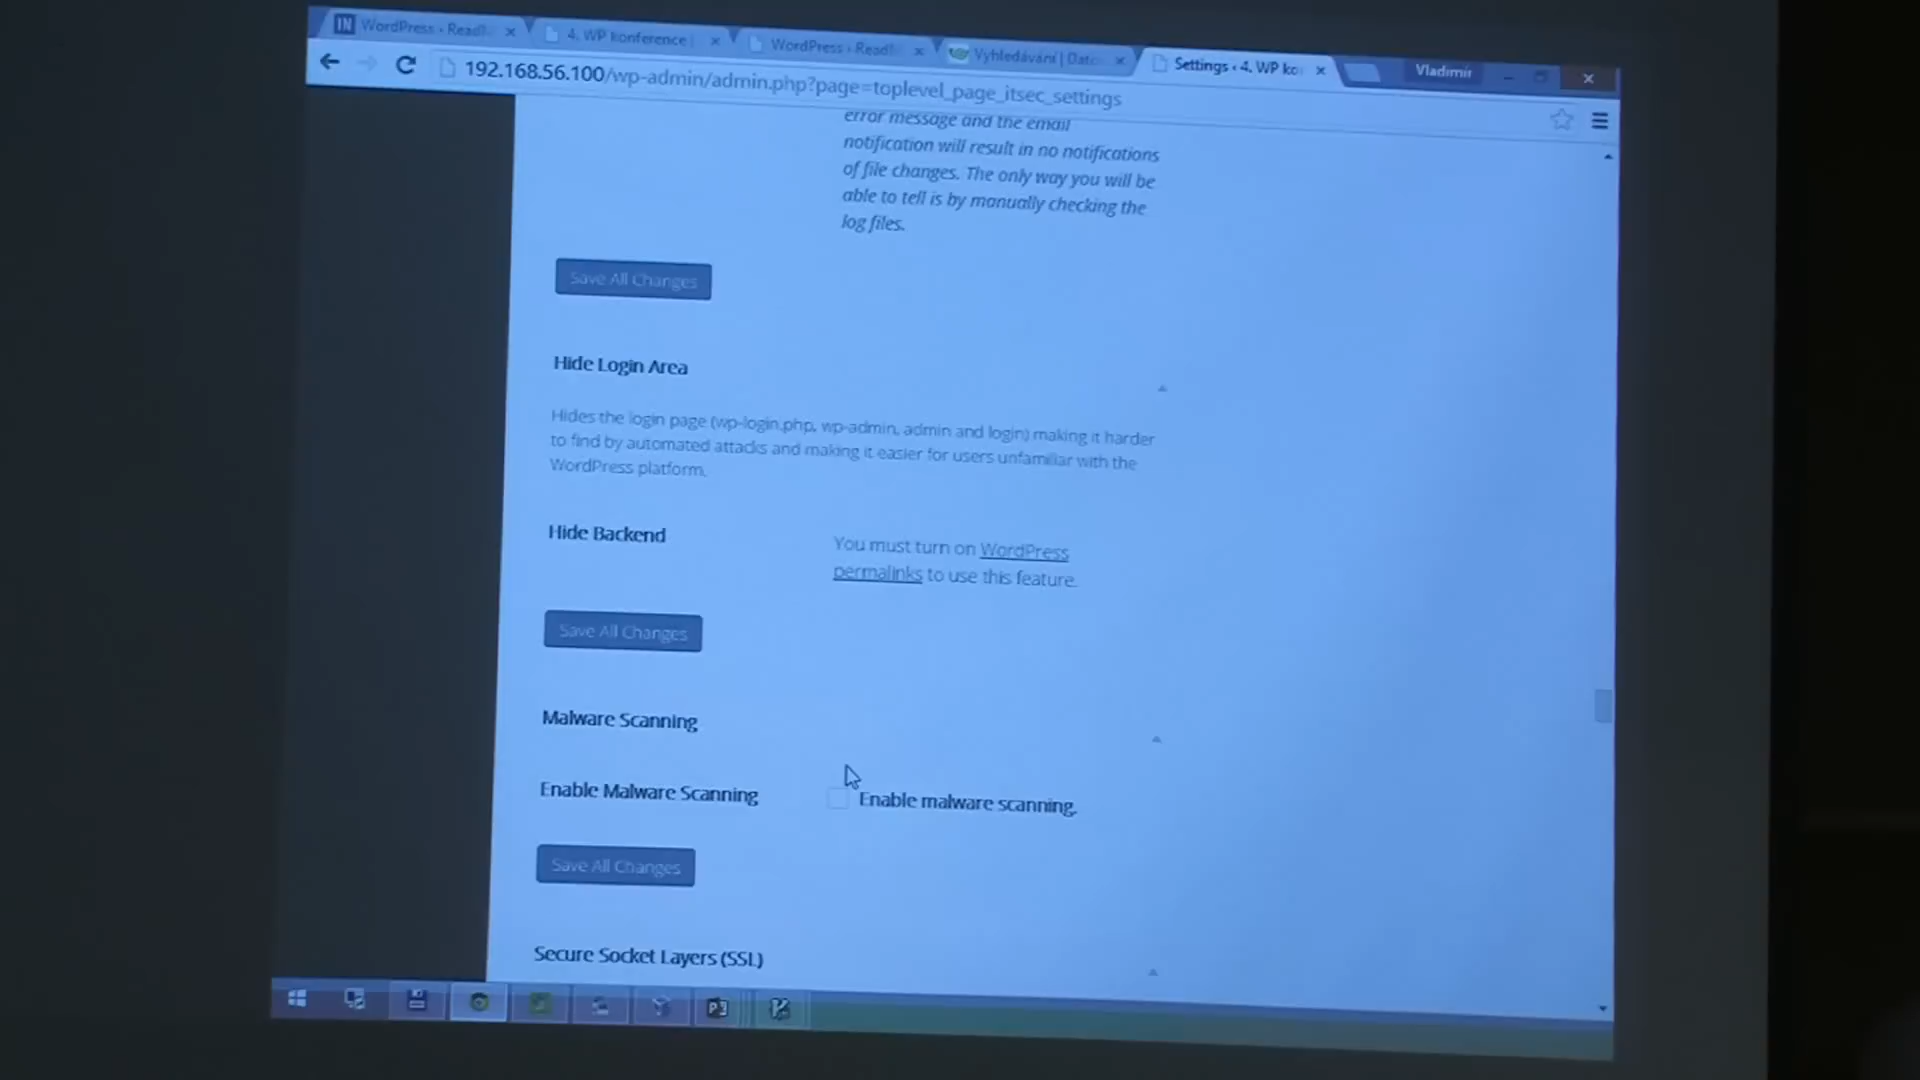 WordPress › Readl
4. WP konference |
WordPress › Readl
Vyhledávání | Dato
Settings ‹ 4. WP ko
Vladimír
192.168.56.100/wp-admin/admin.php?page=toplevel_page_itsec_settings
error message and the email
notification will result in no notifications
of file changes. The only way you will be
able to tell is by manually checking the
log files.
Save All Changes
Hide Login Area
Hides the login page (wp-login.php, wp-admin, admin and login) making it harder
to find by automated attacks and making it easier for users unfamiliar with the
WordPress platform.
Hide Backend
You must turn on WordPress
permalinks to use this feature.
Save All Changes
Malware Scanning
Enable Malware Scanning
Enable malware scanning.
Save All Changes
Secure Socket Layers (SSL)